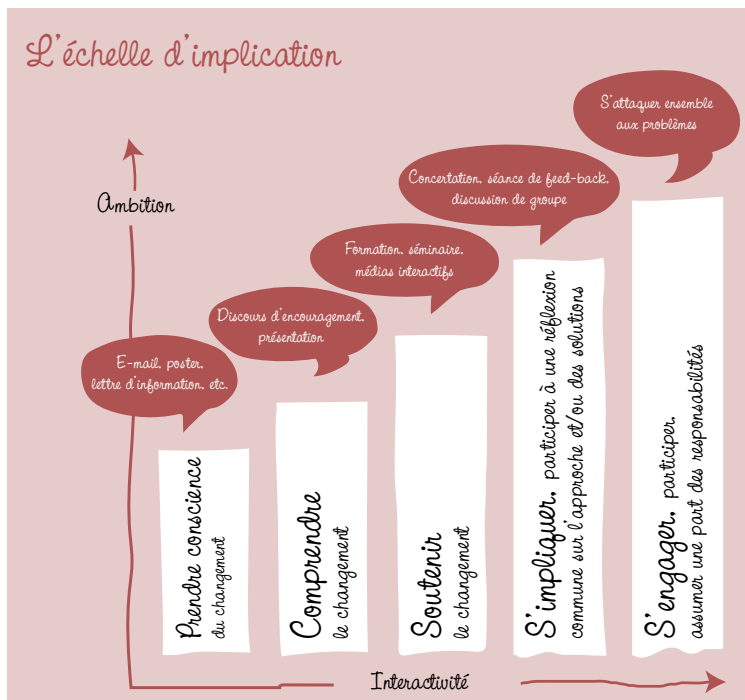 L'échelle d'implication
Ambition
E-mail, poster,
lettre d'information, etc.
Prendre conscience
du changement
Discours d'encouragement,
présentation
Comprendre
le changement
Formation, séminaire,
médias interactifs
Soutenir
le changement
Concertation, séance de feed-back,
discussion de groupe
S'impliquer, participer à une réflexion
commune sur l'approche et/ou des solutions
S'attaquer ensemble
aux problèmes
S'engager, participer,
assumer une part des responsabilités
Interactivité